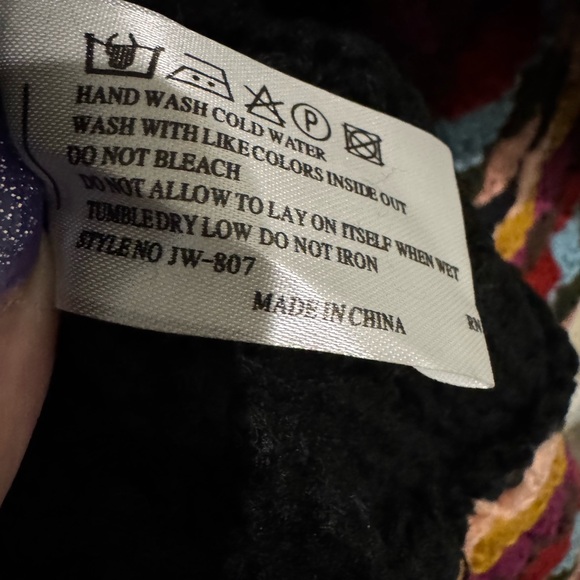 P
HAND WASH COLD WATER
WASH WITH LIKE COLORS INSIDE OUT
DO NOT BLEACH
DO NOT ALLOW TO LAY ON ITSELF WHEN WET
TUMBLE DRY LOW DO NOT IRON
STYLE NO JW-807
MADE IN CHINA
RN